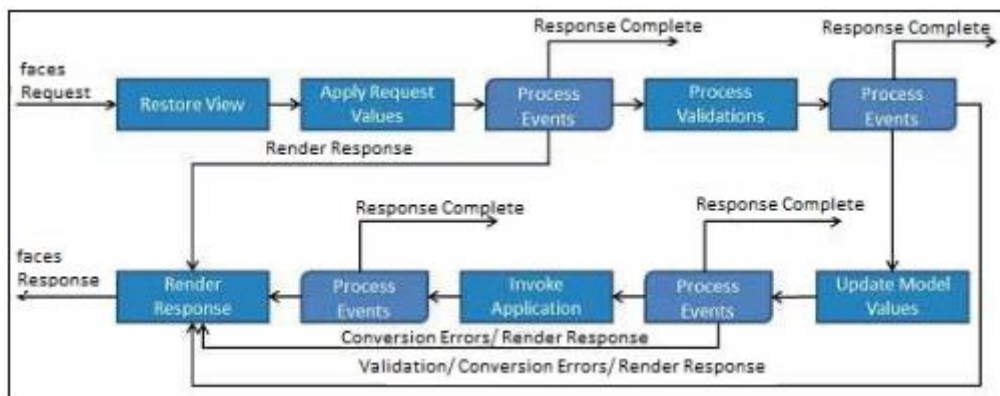 Response Complete
Response Complete
faces
Request
Restore View
Apply Request
Values
Process
Events
Process
Validations
Process
Events
Render Response
Response Complete
Response Complete
faces
Response
Render
Response
Process
Events
Invoke
Application
Process
Events
Update Model
Values
Conversion Errors/ Render Response
Validation/ Conversion Errors/ Render Response